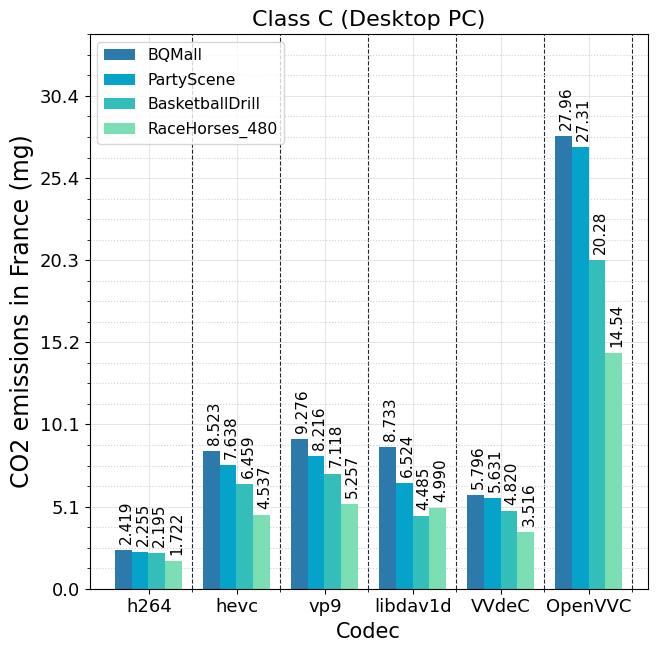 Class C (Desktop PC)
BQMall
PartyScene
BasketballDrill
RaceHorses_480
CO2 emissions in France (mg)
30.4
25.4
20.3
15.2
10.1
5.1
0.0
2.419
2.255
2.195
1.722
8.523
7.638
6.459
4.537
9.276
8.216
7.118
5.257
8.733
6.524
4.485
4.990
5.796
5.631
4.820
3.516
27.96
27.31
20.28
14.54
h264
hevc
vp9
libdav1d
VVdeC
OpenVVC
Codec